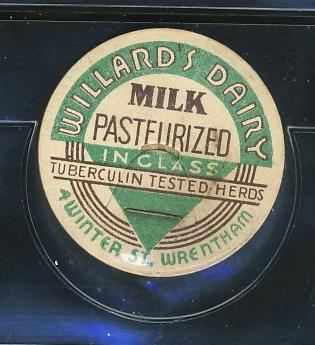 WILLARD'S DAIRY
MILK
PASTEURIZED
IN GLASS
TUBERCULIN TESTED HERDS
4 WINTER ST. WRENTHAM